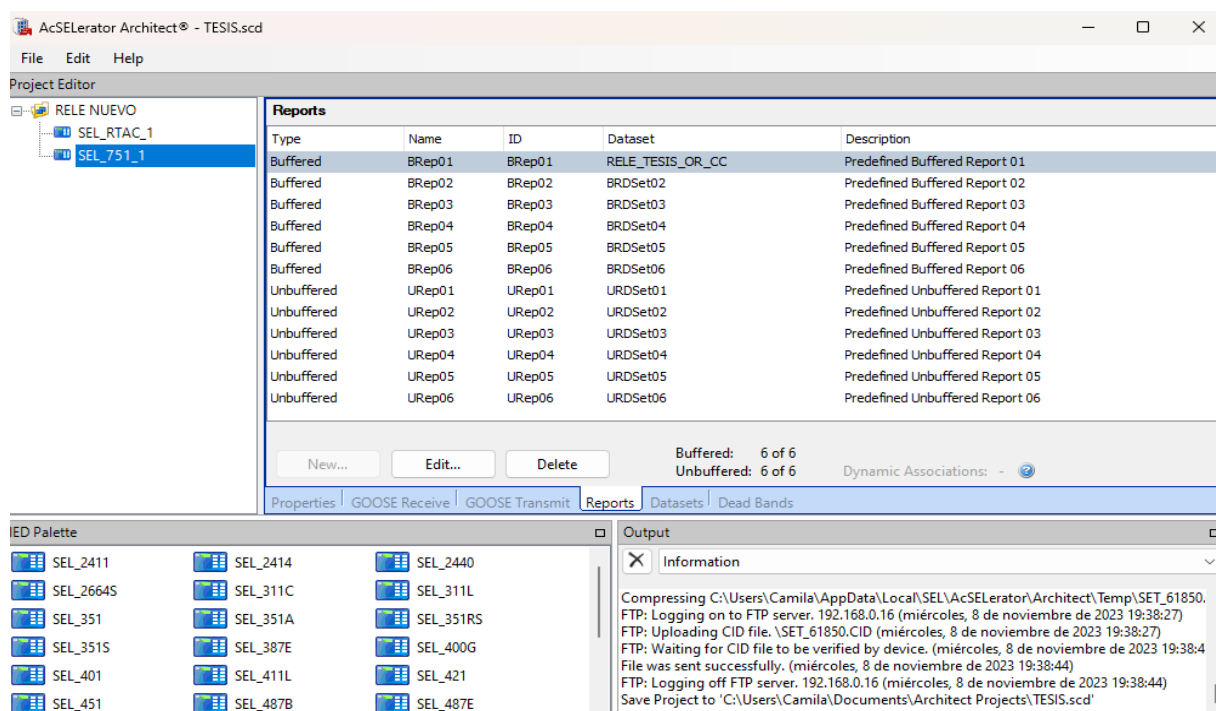 AcSELerator Architect® - TESIS.scd
File Edit Help
Project Editor
RELE NUEVO
SEL_RTAC_1
SEL_751_1
Reports
Type Name ID Dataset Description
Buffered BRep01 BRep01 RELE_TESIS_OR_CC Predefined Buffered Report 01
Buffered BRep02 BRep02 BRDSet02 Predefined Buffered Report 02
Buffered BRep03 BRep03 BRDSet03 Predefined Buffered Report 03
Buffered BRep04 BRep04 BRDSet04 Predefined Buffered Report 04
Buffered BRep05 BRep05 BRDSet05 Predefined Buffered Report 05
Buffered BRep06 BRep06 BRDSet06 Predefined Buffered Report 06
Unbuffered URep01 URep01 URDSet01 Predefined Unbuffered Report 01
Unbuffered URep02 URep02 URDSet02 Predefined Unbuffered Report 02
Unbuffered URep03 URep03 URDSet03 Predefined Unbuffered Report 03
Unbuffered URep04 URep04 URDSet04 Predefined Unbuffered Report 04
Unbuffered URep05 URep05 URDSet05 Predefined Unbuffered Report 05
Unbuffered URep06 URep06 URDSet06 Predefined Unbuffered Report 06
New... Edit... Delete
Buffered: 6 of 6
Unbuffered: 6 of 6
Dynamic Associations: -
Properties GOOSE Receive GOOSE Transmit Reports Datasets Dead Bands
IED Palette
SEL_2411 SEL_2414 SEL_2440
SEL_2664S SEL_311C SEL_311L
SEL_351 SEL_351A SEL_351RS
SEL_351S SEL_387E SEL_400G
SEL_401 SEL_411L SEL_421
SEL_451 SEL_487B SEL_487E
Output
Information
Compressing C:\Users\Camila\AppData\Local\SEL\AcSELerator\Architect\Temp\SET_61850.
FTP: Logging on to FTP server. 192.168.0.16 (miércoles, 8 de noviembre de 2023 19:38:27)
FTP: Uploading CID file. \SET_61850.CID (miércoles, 8 de noviembre de 2023 19:38:27)
FTP: Waiting for CID file to be verified by device. (miércoles, 8 de noviembre de 2023 19:38:4
File was sent successfully. (miércoles, 8 de noviembre de 2023 19:38:44)
FTP: Logging off FTP server. 192.168.0.16 (miércoles, 8 de noviembre de 2023 19:38:44)
Save Project to 'C:\Users\Camila\Documents\Architect Projects\TESIS.scd'